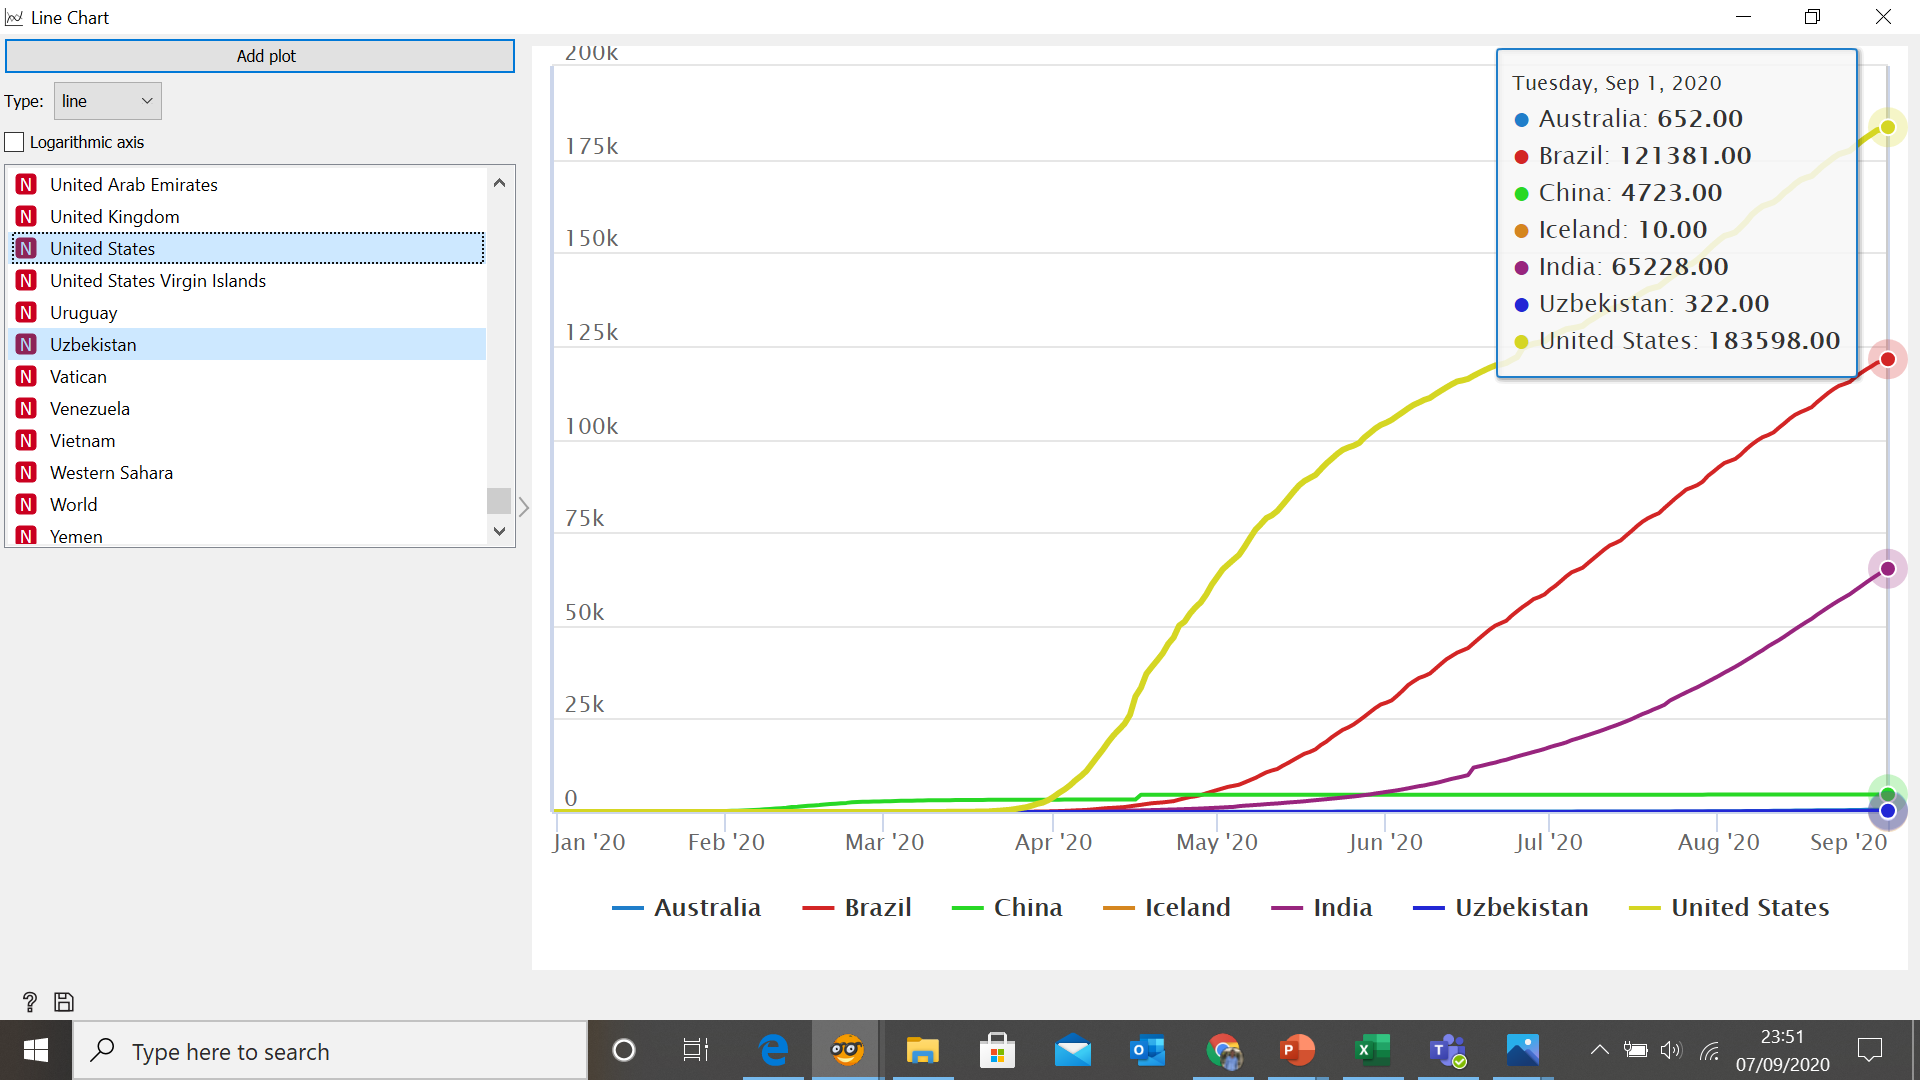 Line Chart
Add plot
Type: line
Logarithmic axis
N United Arab Emirates
N United Kingdom
N United States
N United States Virgin Islands
N Uruguay
N Uzbekistan
N Vatican
N Venezuela
N Vietnam
N Western Sahara
N World
N Yemen
200k
175k
150k
125k
100k
75k
50k
25k
0
Jan '20 Feb '20 Mar '20 Apr '20 May '20 Jun '20 Jul '20 Aug '20 Sep '20
Tuesday, Sep 1, 2020
Australia: 652.00
Brazil: 121381.00
China: 4723.00
Iceland: 10.00
India: 65228.00
Uzbekistan: 322.00
United States: 183598.00
Australia Brazil China Iceland India Uzbekistan United States
?
Type here to search
23:51
07/09/2020